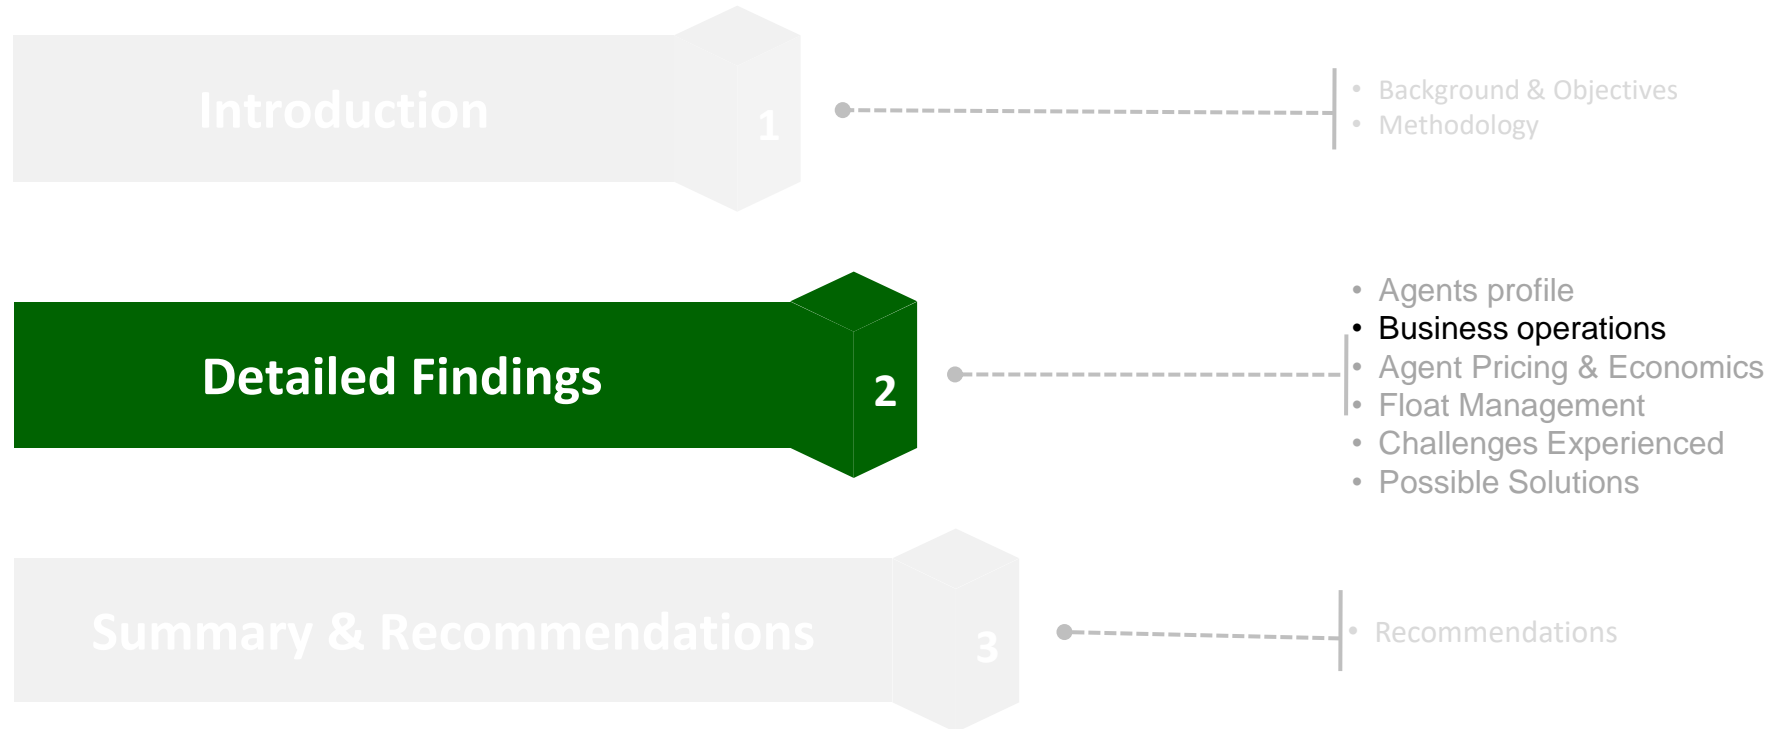 Introduction
1
• Background & Objectives
• Methodology
Detailed Findings
2
• Agents profile
• Business operations
• Agent Pricing & Economics
• Float Management
• Challenges Experienced
• Possible Solutions
Summary & Recommendations
3
• Recommendations